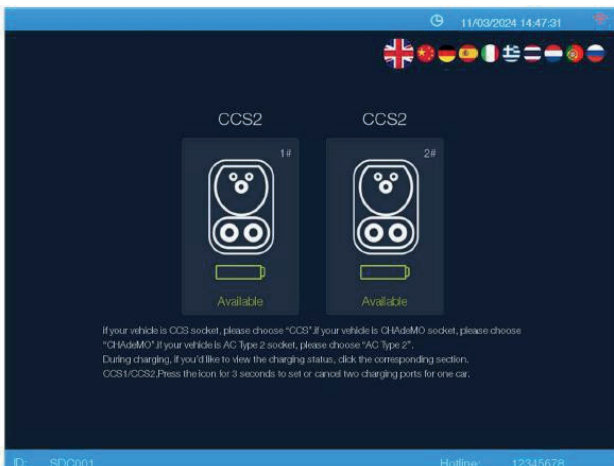 11/03/2024 14:47:31
CCS2
CCS2
1#
2#
Available
Available
If your vehicle is CCS socket, please choose "CCS".If your vehicle is CHAdeMO socket, please choose
"CHAdeMO".If your vehicle is AC Type 2 socket, please choose "AC Type 2".
During charging, if you'd like to view the charging status, click the corresponding section.
CCS1/CCS2,Press the icon for 3 seconds to set or cancel two charging ports for one car.
ID: SDC001
Hotline: 12345678